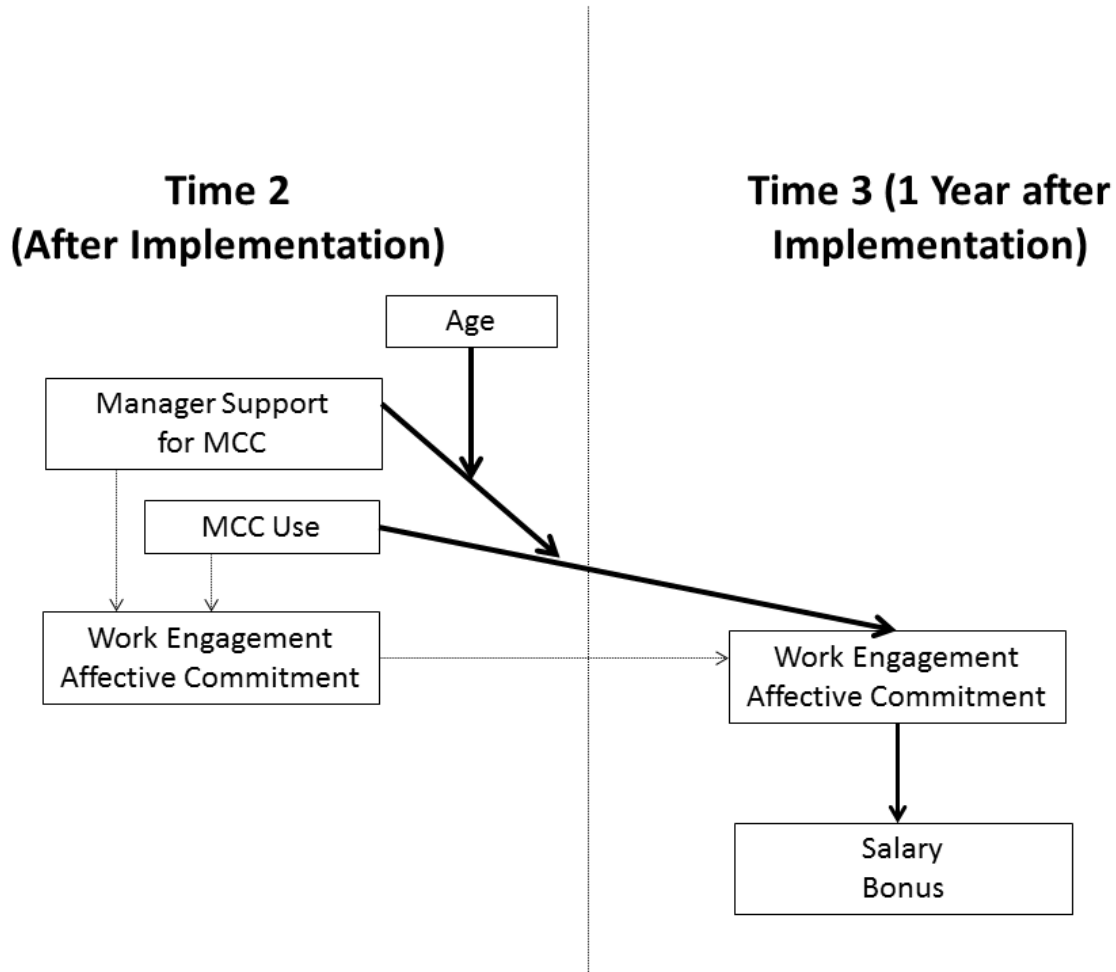 Time 2
(After Implementation)
Time 3 (1 Year after
Implementation)
Age
Manager Support
for MCC
MCC Use
Work Engagement
Affective Commitment
Work Engagement
Affective Commitment
Salary
Bonus